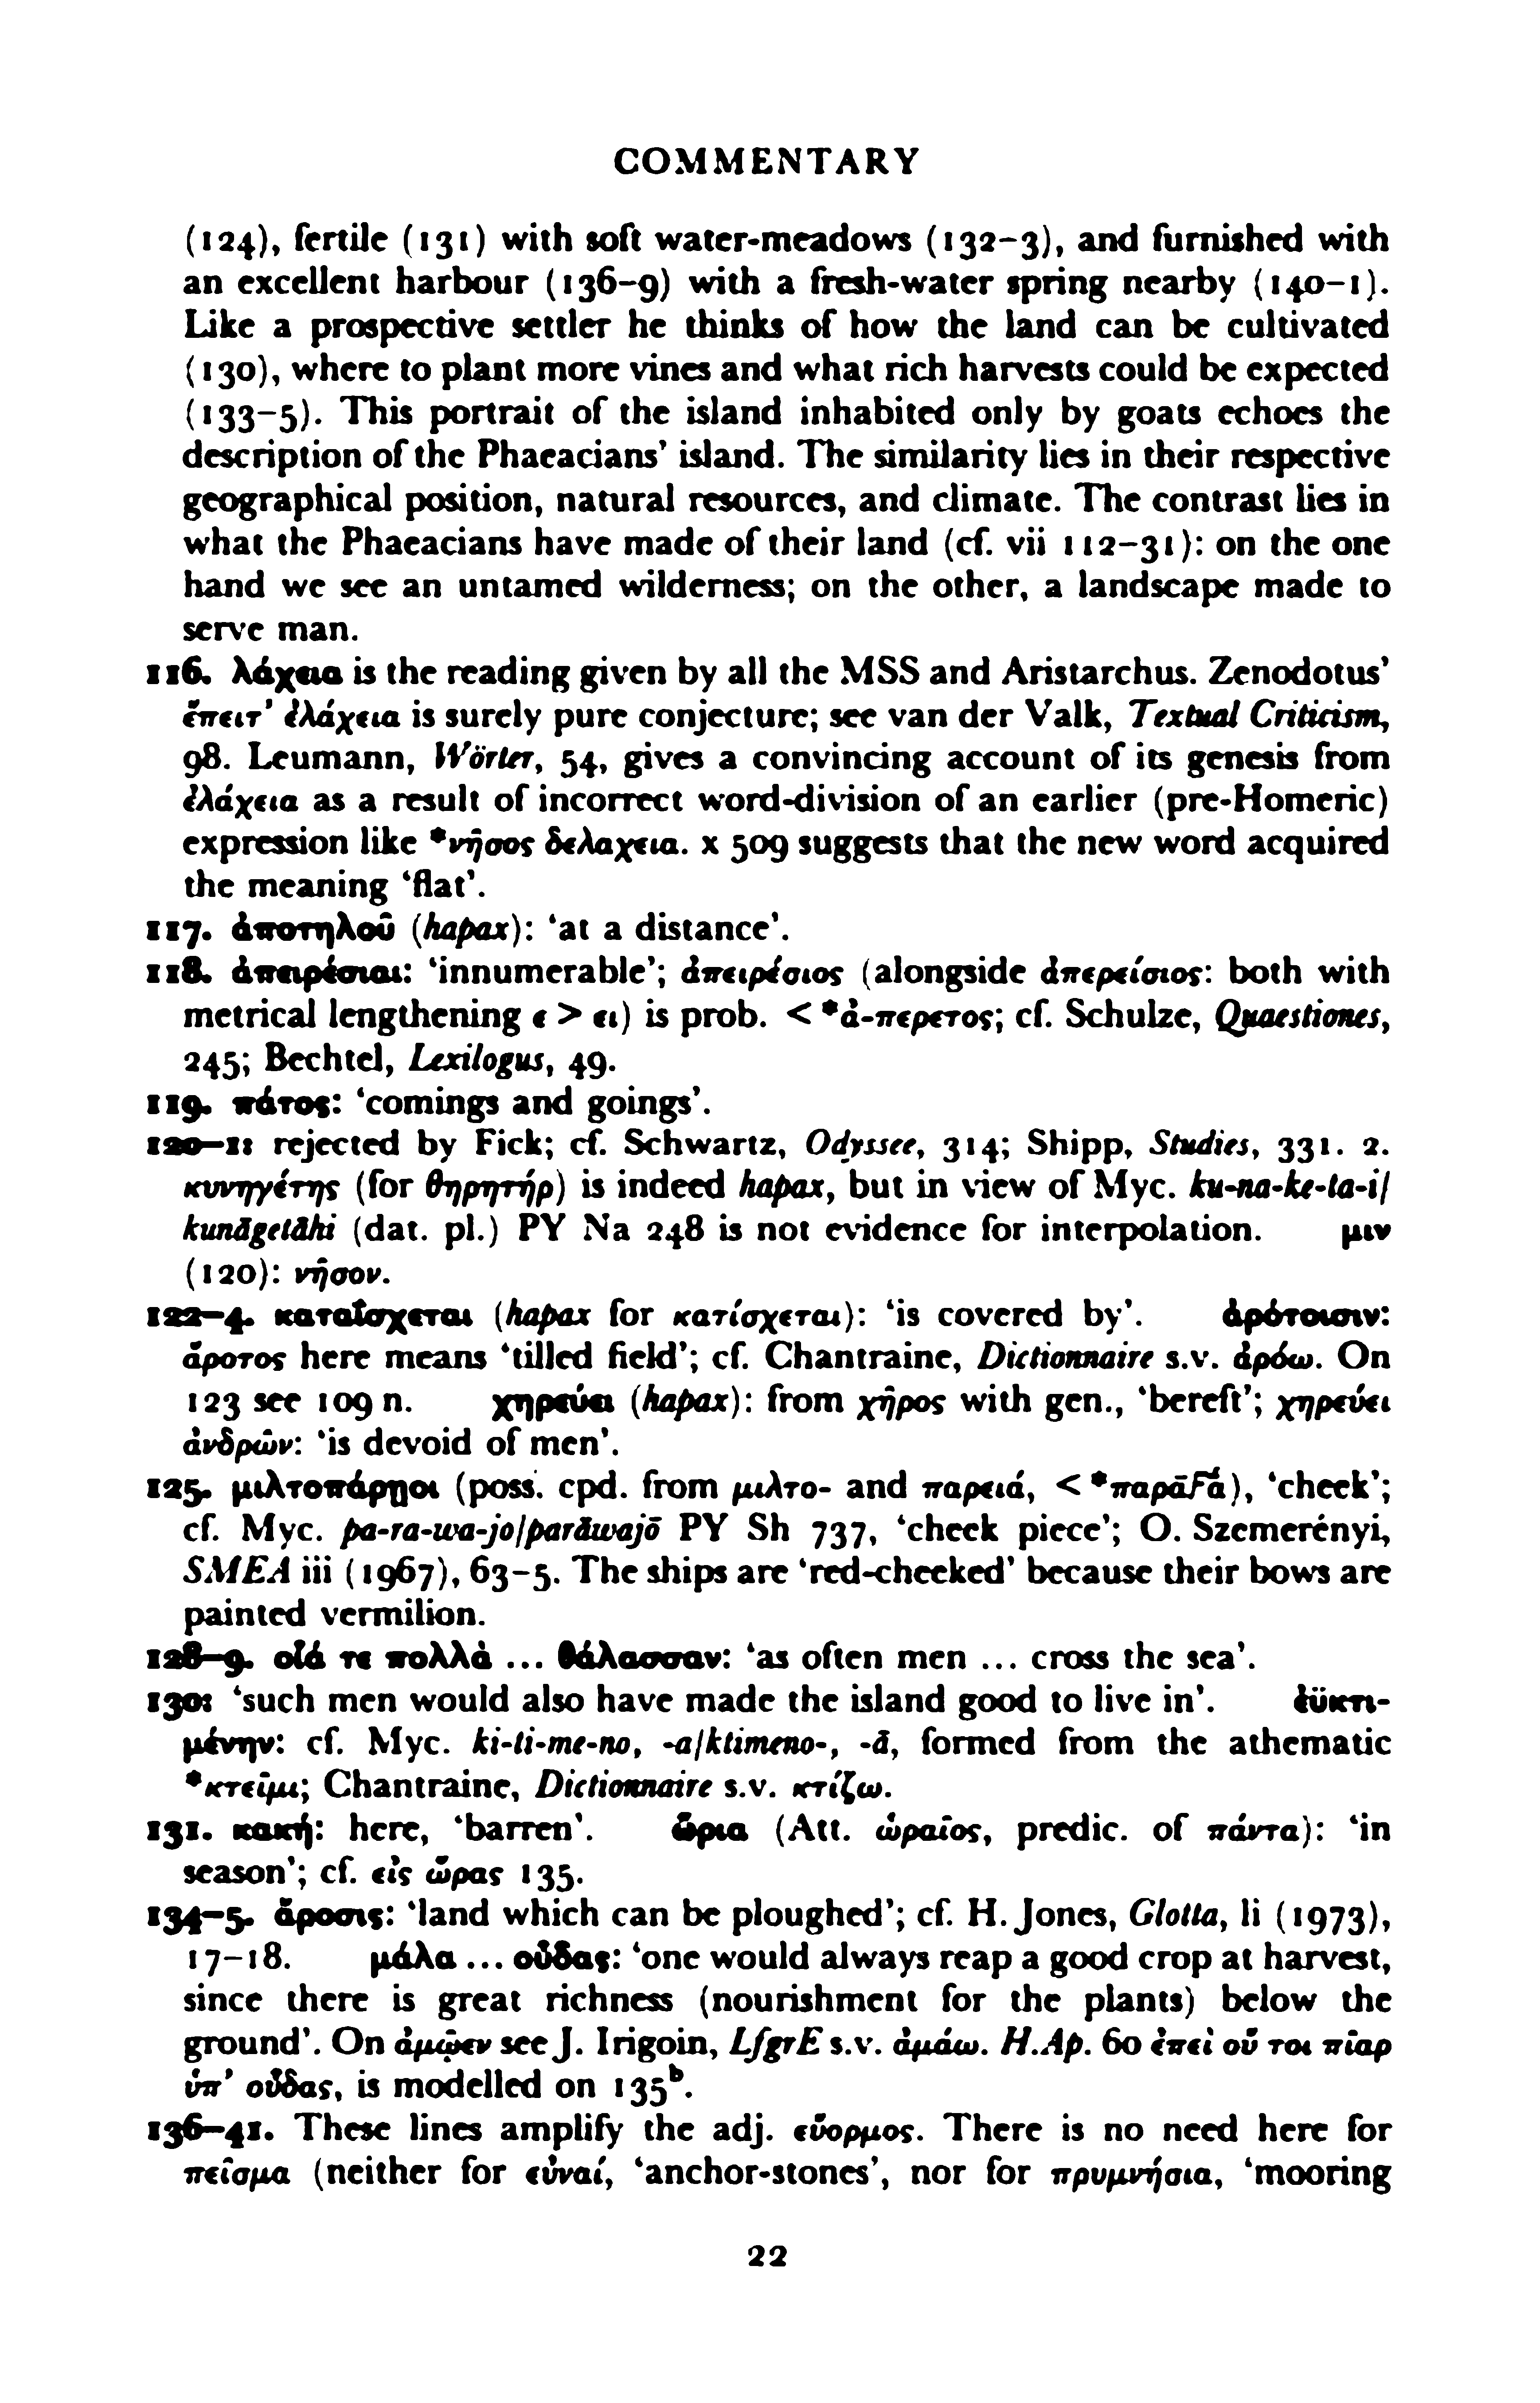 COMMENTARY
(124), fertile (131) with soft water-meadows (132–3), and furnished with
an excellent harbour (136–9) with a fresh-water spring nearby (140–1).
Like a prospective settler he thinks of how the land can be cultivated
(130), where to plant more vines and what rich harvests could be expected
(133–5). This portrait of the island inhabited only by goats echoes the
description of the Phaeacians’ island. The similarity lies in their respective
geographical position, natural resources, and climate. The contrast lies in
what the Phaeacians have made of their land (cf. vii 112–31): on the one
hand we see an untamed wilderness; on the other, a landscape made to
serve man.
116. λάχεια is the reading given by all the MSS and Aristarchus. Zenodotus’
ἔπειτ’ ἐλάχεια is surely pure conjecture; see van der Valk, Textual Criticism,
98. Leumann, Wörter, 54, gives a convincing account of its genesis from
ἐλάχεια as a result of incorrect word-division of an earlier (pre-Homeric)
expression like *νῆσος δελαχεια. x 509 suggests that the new word acquired
the meaning ‘flat’.
117. ἀποτηλοῦ (hapax): ‘at a distance’.
118. ἀπειρέσιαι: ‘innumerable’; ἀπειρέσιος (alongside ἀπερείσιος: both with
metrical lengthening ε > ει) is prob. < *ἀ-περετος; cf. Schulze, Quaestiones,
245; Bechtel, Lexilogus, 49.
119. πάτος: ‘comings and goings’.
120–1: rejected by Fick; cf. Schwartz, Odyssee, 314; Shipp, Studies, 331. 2.
κυνηγέτης (for θηρητήρ) is indeed hapax, but in view of Myc. ku-na-ke-ta-i/
kunāgetāhi (dat. pl.) PY Na 248 is not evidence for interpolation. μιν
(120): νῆσον.
122–4. καταΐσχεται (hapax for κατίσχεται): ‘is covered by’. ἀρότοισιν:
ἄροτος here means ‘tilled field’; cf. Chantraine, Dictionnaire s.v. ἀρόω. On
123 see 109 n. χηρεύει (hapax): from χῆρος with gen., ‘bereft’; χηρεύει
ἀνδρῶν: ‘is devoid of men’.
125. μιλτοπάρῃοι (poss. cpd. from μιλτο- and παρειά, < *παρᾱϝά), ‘cheek’;
cf. Myc. pa-ra-wa-jo/parāwajō PY Sh 737, ‘cheek piece’; O. Szemerényi,
SMEA iii (1967), 63–5. The ships are ‘red-cheeked’ because their bows are
painted vermilion.
128–9. οἷά τε πολλὰ ... θάλασσαν: ‘as often men ... cross the sea’.
130: ‘such men would also have made the island good to live in’. ἐϋκτι-
μένην: cf. Myc. ki-ti-me-no, -a/ktimeno-, -ā, formed from the athematic
*κτεῖμι; Chantraine, Dictionnaire s.v. κτίζω.
131. κακή: here, ‘barren’. ὥρια (Att. ὡραῖος, predic. of πάντα): ‘in
season’; cf. εἰς ὥρας 135.
134–5. ἄροσις: ‘land which can be ploughed’; cf. H. Jones, Glotta, li (1973),
17–18. μάλα ... οὖδας: ‘one would always reap a good crop at harvest,
since there is great richness (nourishment for the plants) below the
ground’. On ἀμῷεν see J. Irigoin, LfgrE s.v. ἀμάω. H.Ap. 60 ἐπεὶ οὔ τοι πῖαρ
ὑπ’ οὖδας, is modelled on 135ᵇ.
136–41. These lines amplify the adj. εὔορμος. There is no need here for
πεῖσμα (neither for εὐναί, ‘anchor-stones’, nor for πρυμνήσια, ‘mooring
22